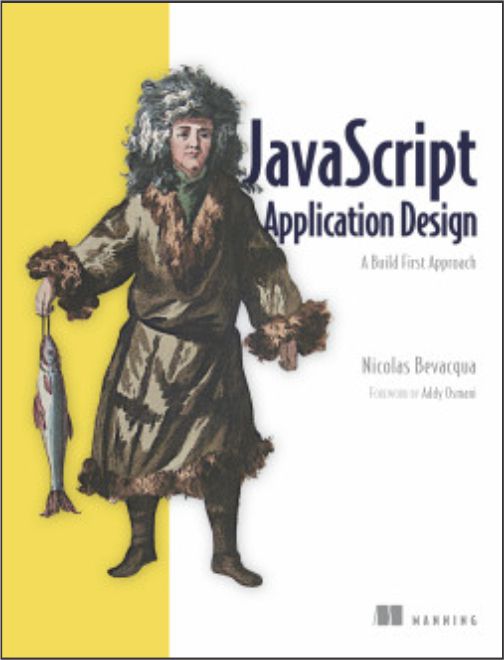 JavaScript
Application Design
A Build First Approach
Nicolas Bevacqua
FOREWORD BY Addy Osmani
MANNING